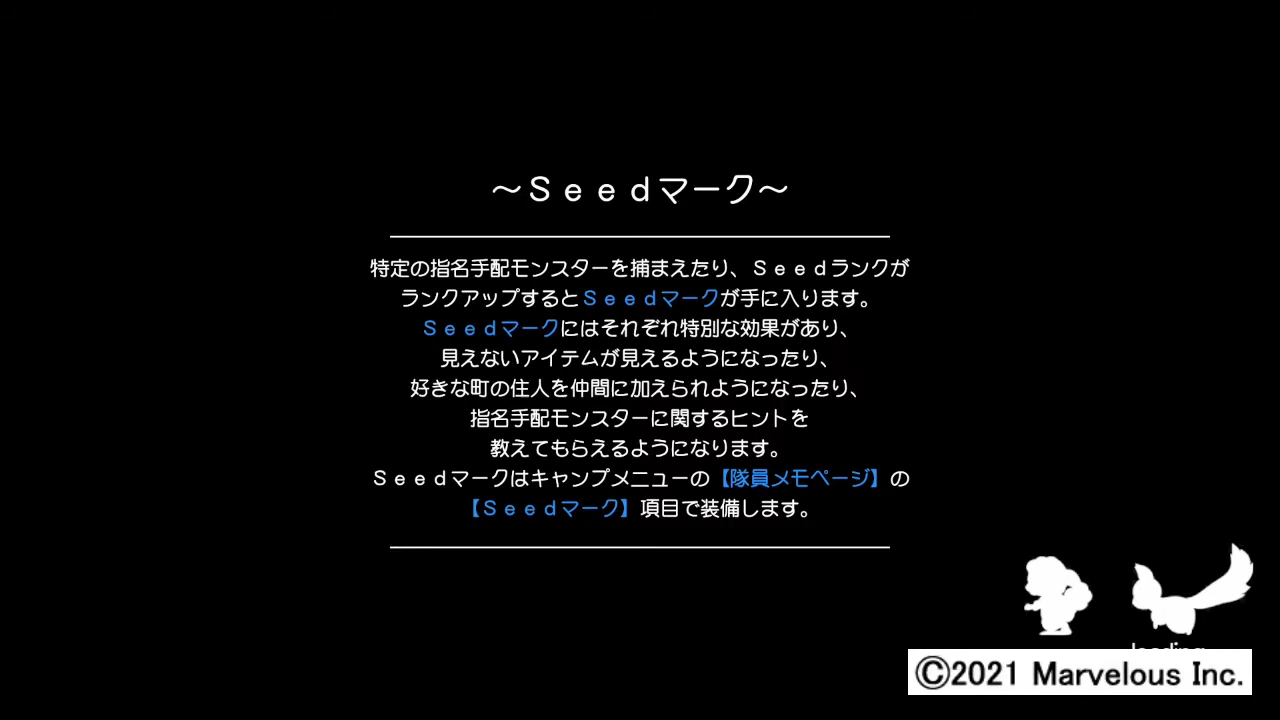 ～Ｓｅｅｄマーク～
特定の指名手配モンスターを捕まえたり、Ｓｅｅｄランクが
ランクアップするとＳｅｅｄマークが手に入ります。
Ｓｅｅｄマークにはそれぞれ特別な効果があり、
見えないアイテムが見えるようになったり、
好きな町の住人を仲間に加えられようになったり、
指名手配モンスターに関するヒントを
教えてもらえるようになります。
Ｓｅｅｄマークはキャンプメニューの【隊員メモページ】の
【Ｓｅｅｄマーク】項目で装備します。
©2021 Marvelous Inc.